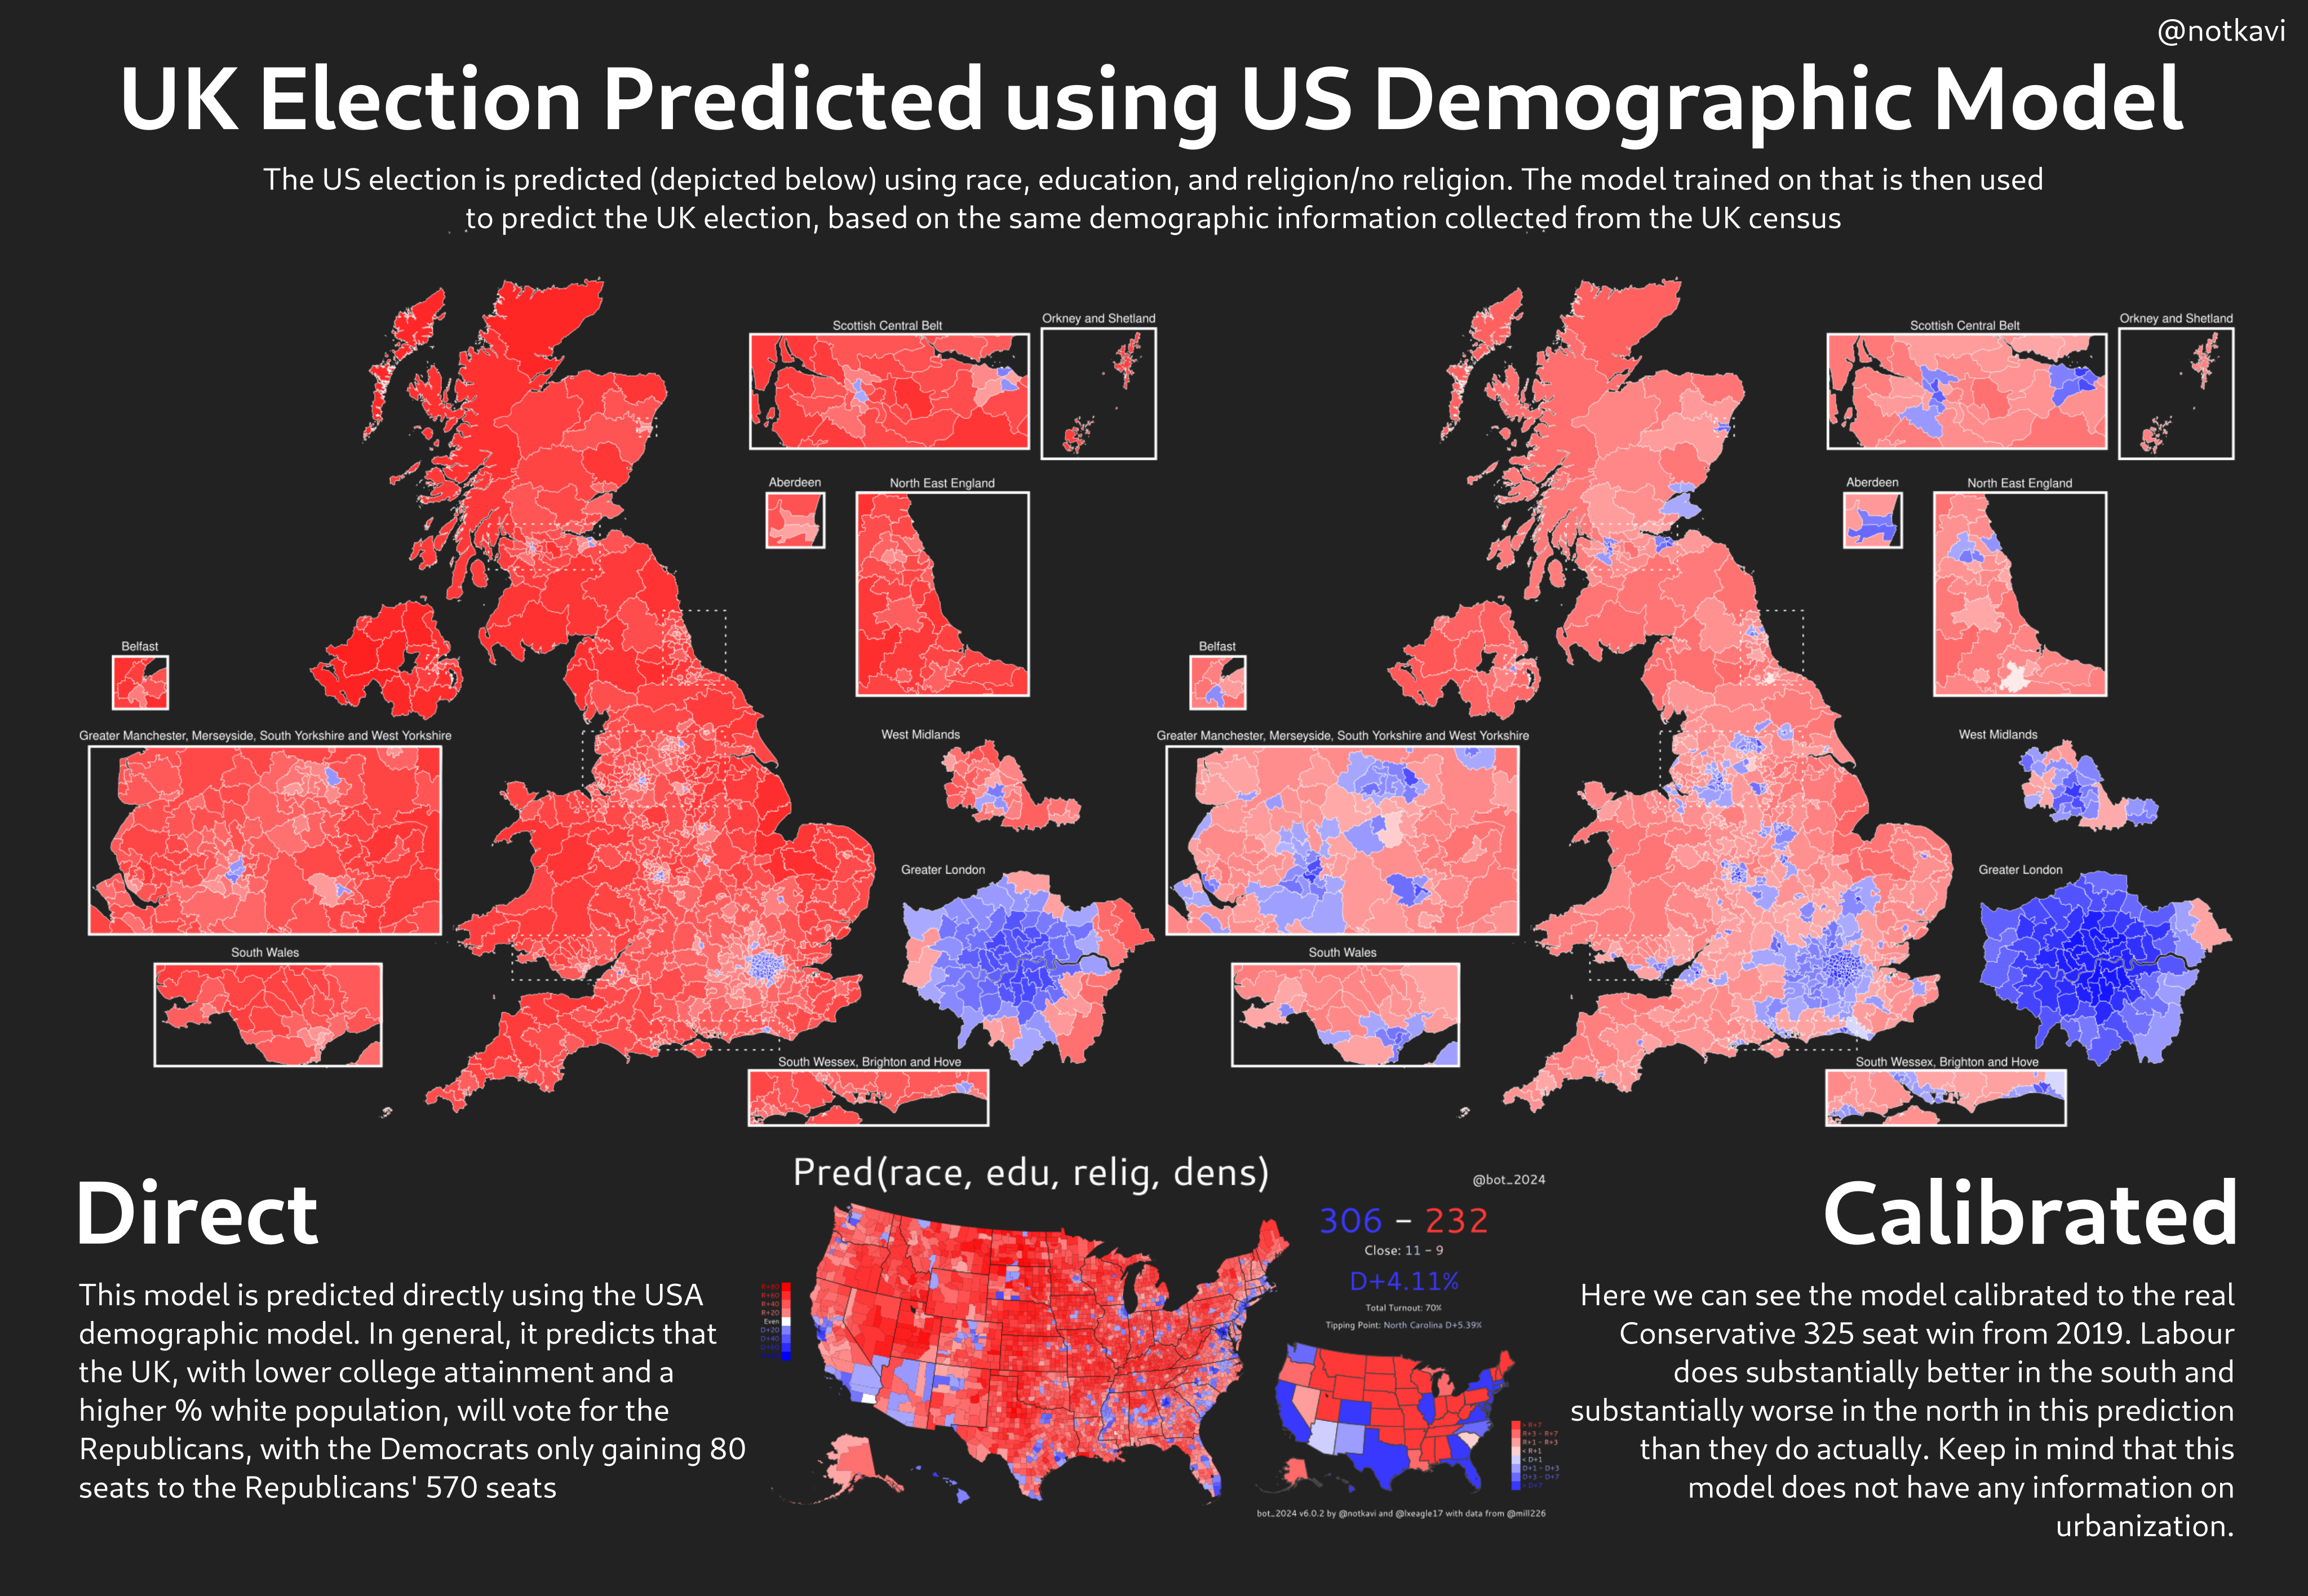 @notkavi
UK Election Predicted using US Demographic Model
The US election is predicted (depicted below) using race, education, and religion/no religion. The model trained on that is then used
to predict the UK election, based on the same demographic information collected from the UK census
Scottish Central Belt
Orkney and Shetland
Aberdeen
North East England
Belfast
Greater Manchester, Merseyside, South Yorkshire and West Yorkshire
West Midlands
Greater London
South Wales
South Wessex, Brighton and Hove
Scottish Central Belt
Orkney and Shetland
Aberdeen
North East England
Belfast
Greater Manchester, Merseyside, South Yorkshire and West Yorkshire
West Midlands
Greater London
South Wales
South Wessex, Brighton and Hove
Direct
This model is predicted directly using the USA
demographic model. In general, it predicts that
the UK, with lower college attainment and a
higher % white population, will vote for the
Republicans, with the Democrats only gaining 80
seats to the Republicans' 570 seats
Pred(race, edu, relig, dens)
@bot_2024
306 – 232
Close: 11 – 9
D+4.11%
Total Turnout: 70%
Tipping Point: North Carolina D+5.39%
R+80
R+60
R+40
R+20
Even
D+20
D+40
D+60
> R+7
R+3 - R+7
R+1 - R+3
< R+1
< D+1
D+1 - D+3
D+3 - D+7
> D+7
bot_2024 v6.0.2 by @notkavi and @lxeagle17 with data from @mill226
Calibrated
Here we can see the model calibrated to the real
Conservative 325 seat win from 2019. Labour
does substantially better in the south and
substantially worse in the north in this prediction
than they do actually. Keep in mind that this
model does not have any information on
urbanization.